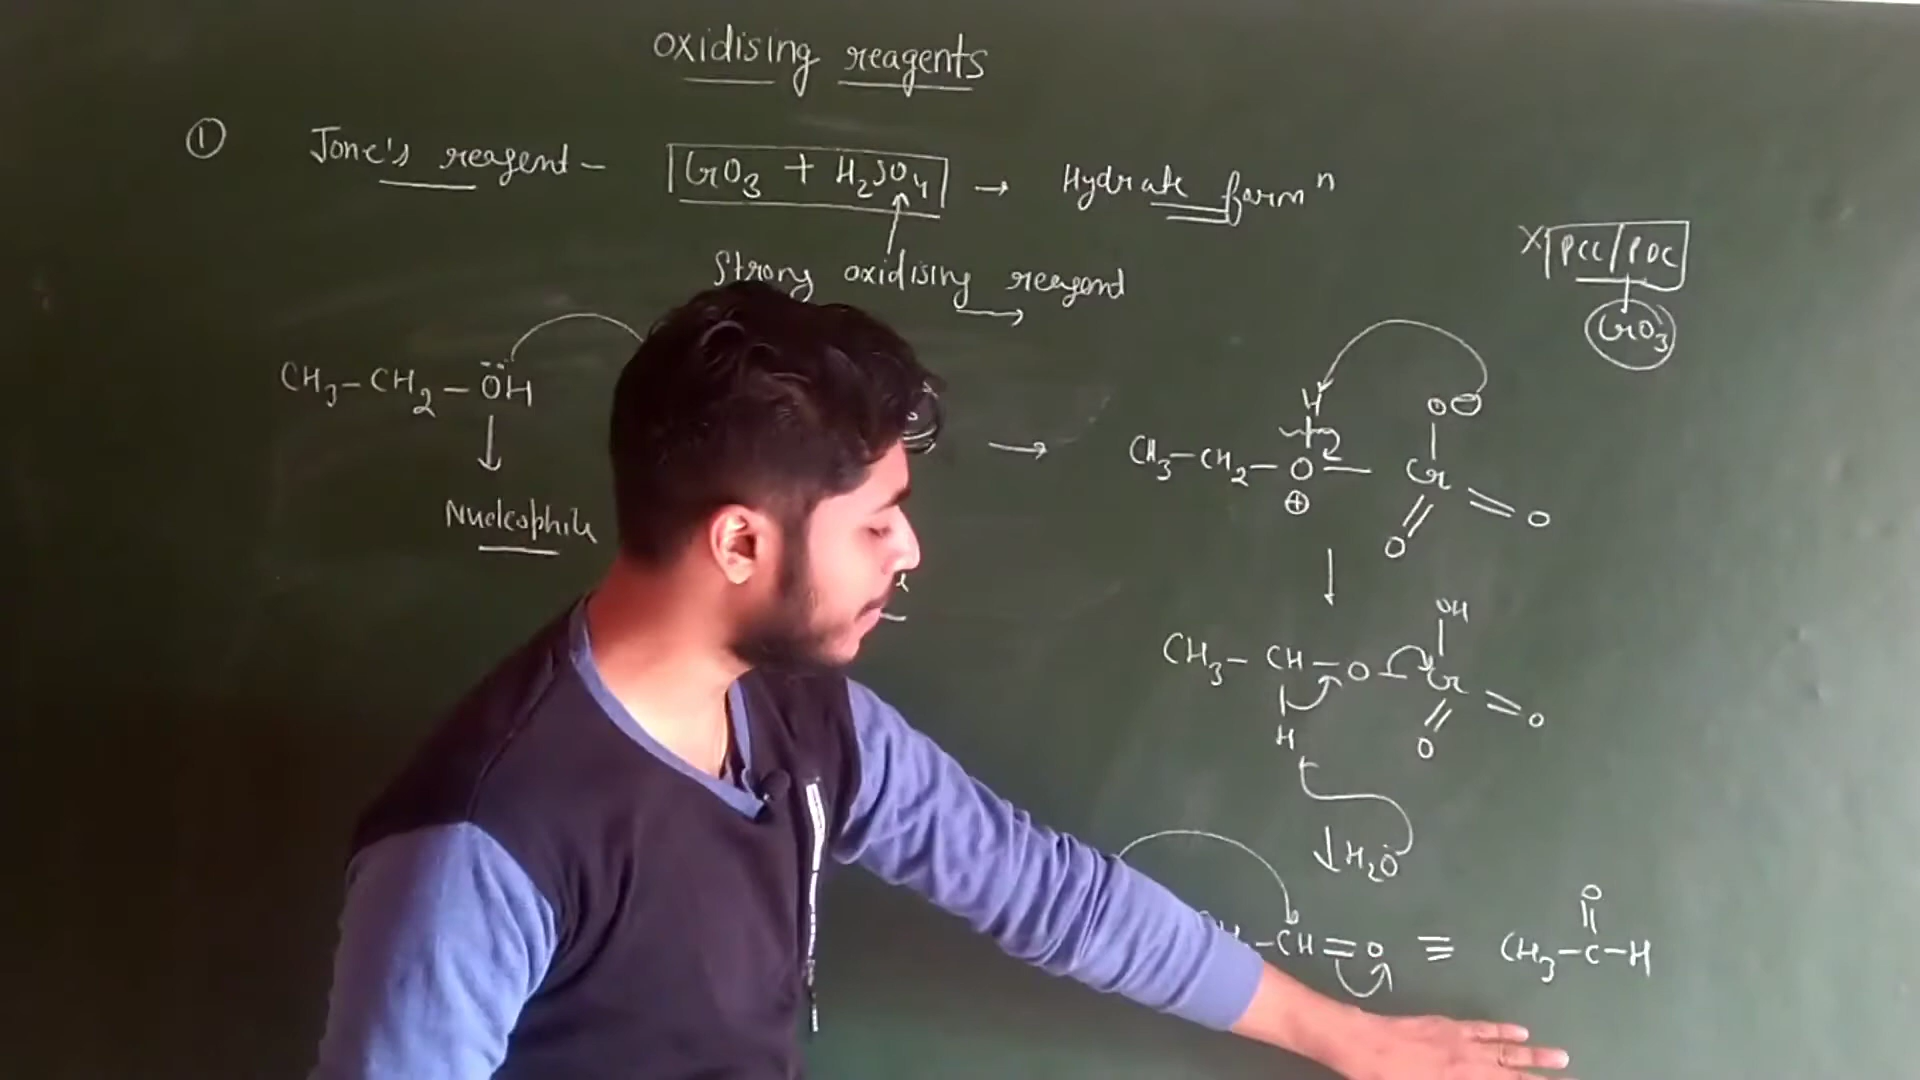 oxidising reagents
① Jone's reagent – CrO₃ + H₂SO₄ → Hydrate formⁿ
Strong oxidising reagend
X PCC/PDC
CrO₃
CH₃–CH₂–ÖH
Nucleophile
→
CH₃–CH₂–O–Cr
H
O⊖
⊕
=O
O
↓
OH
CH₃–CH–O–Cr
=O
H
O
↓H₂Ö
–CH=O ≡ CH₃–C–H
O